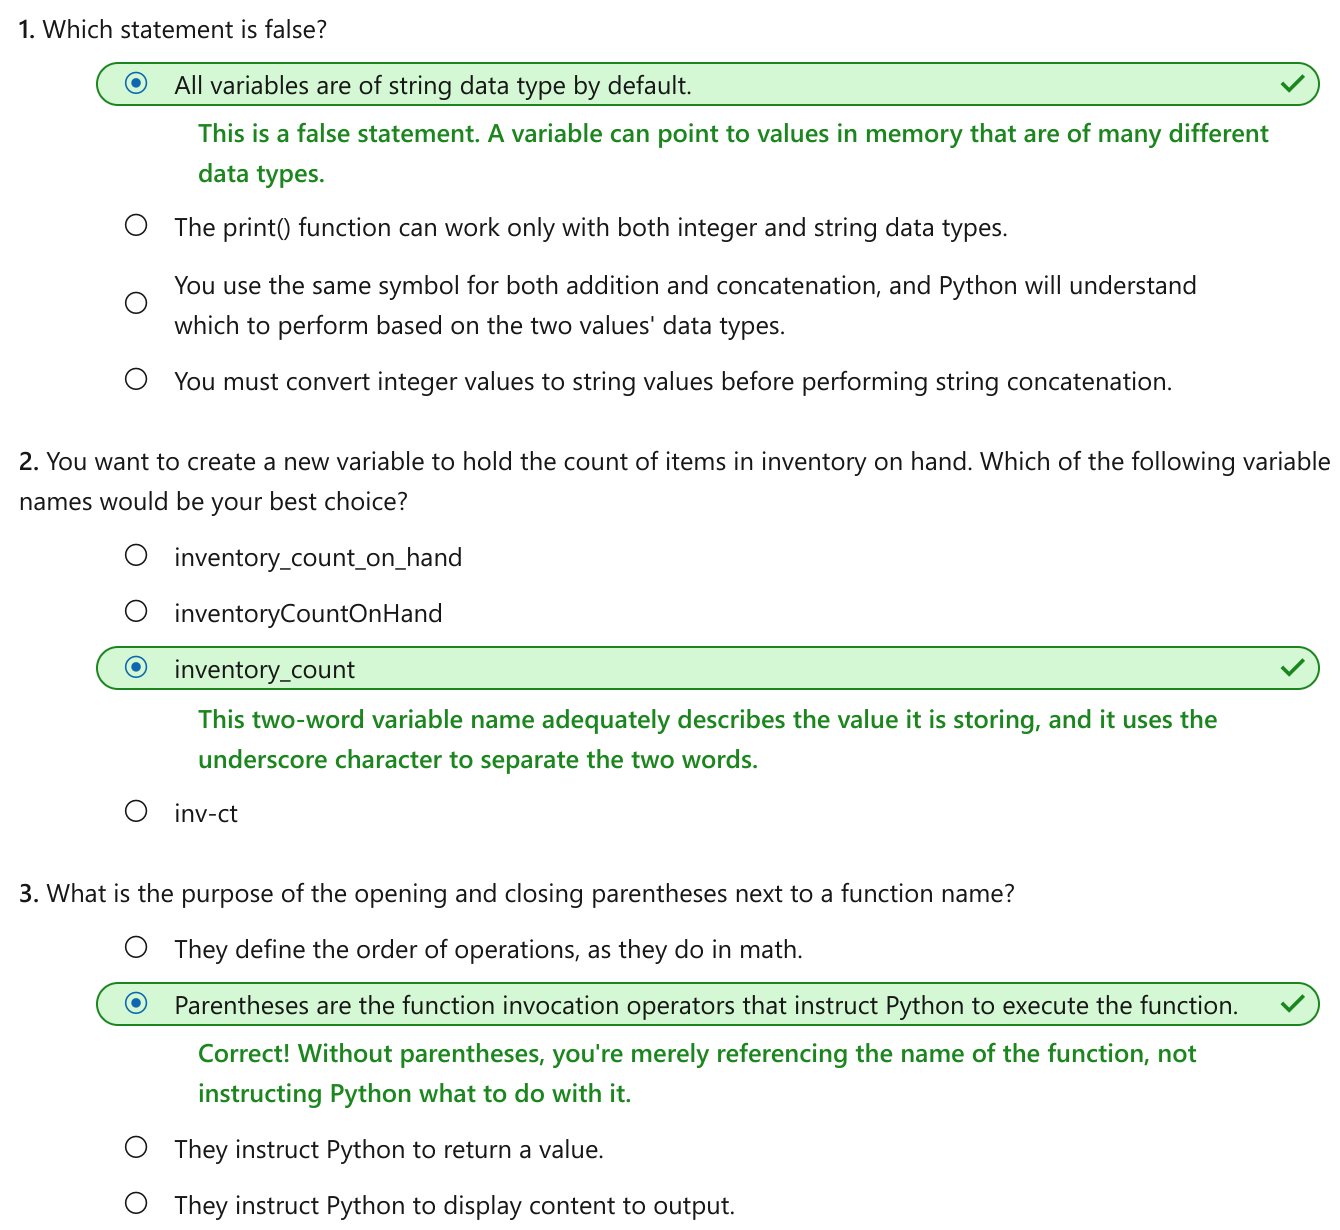 1. Which statement is false?
All variables are of string data type by default.
This is a false statement. A variable can point to values in memory that are of many different
data types.
The print() function can work only with both integer and string data types.
You use the same symbol for both addition and concatenation, and Python will understand
which to perform based on the two values' data types.
You must convert integer values to string values before performing string concatenation.
2. You want to create a new variable to hold the count of items in inventory on hand. Which of the following variable
names would be your best choice?
inventory_count_on_hand
inventoryCountOnHand
inventory_count
This two-word variable name adequately describes the value it is storing, and it uses the
underscore character to separate the two words.
inv-ct
3. What is the purpose of the opening and closing parentheses next to a function name?
They define the order of operations, as they do in math.
Parentheses are the function invocation operators that instruct Python to execute the function.
Correct! Without parentheses, you're merely referencing the name of the function, not
instructing Python what to do with it.
They instruct Python to return a value.
They instruct Python to display content to output.